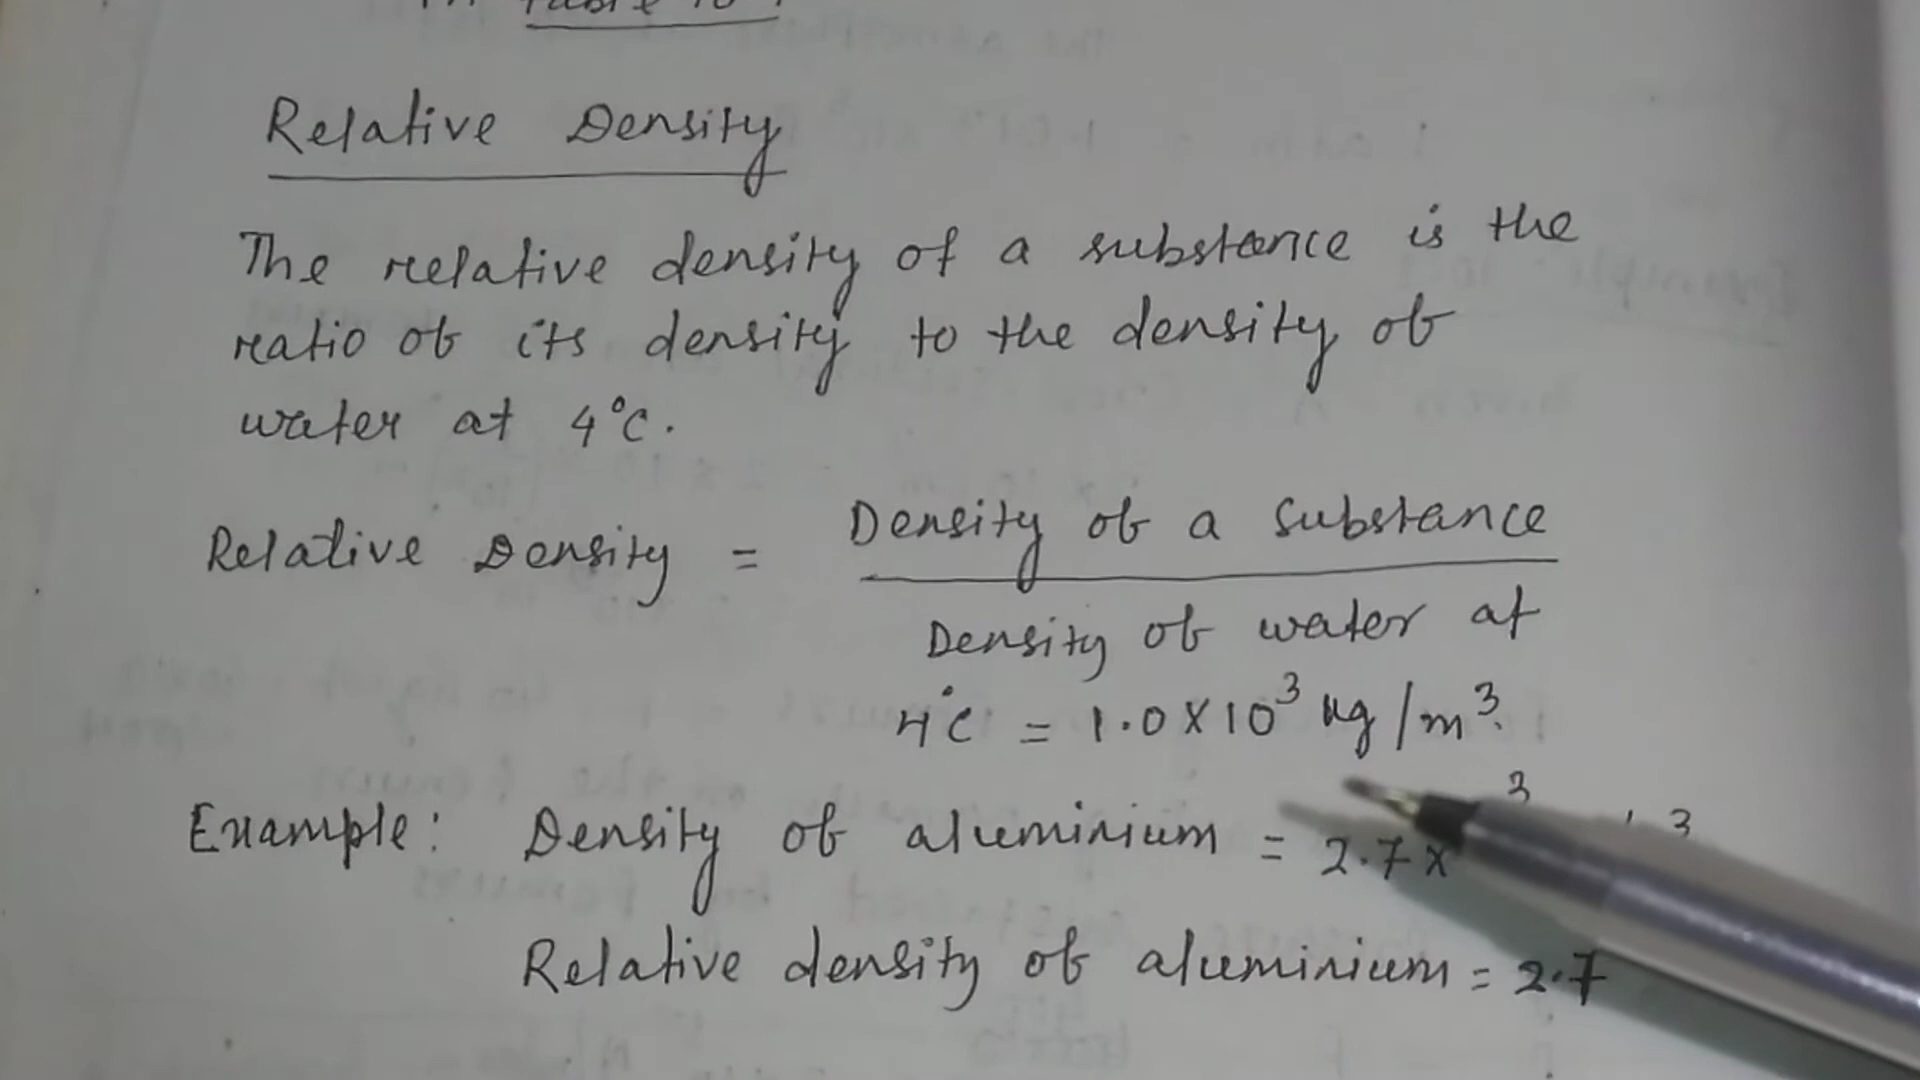 Relative Density
The relative density of a substance is the
ratio of its density to the density of
water at 4°C.
Relative Density = Density of a substance
Density of water at
4°C = 1.0 X 10³ kg/m³.
Example: Density of aluminium = 2.7 x
Relative density of aluminium = 2.7